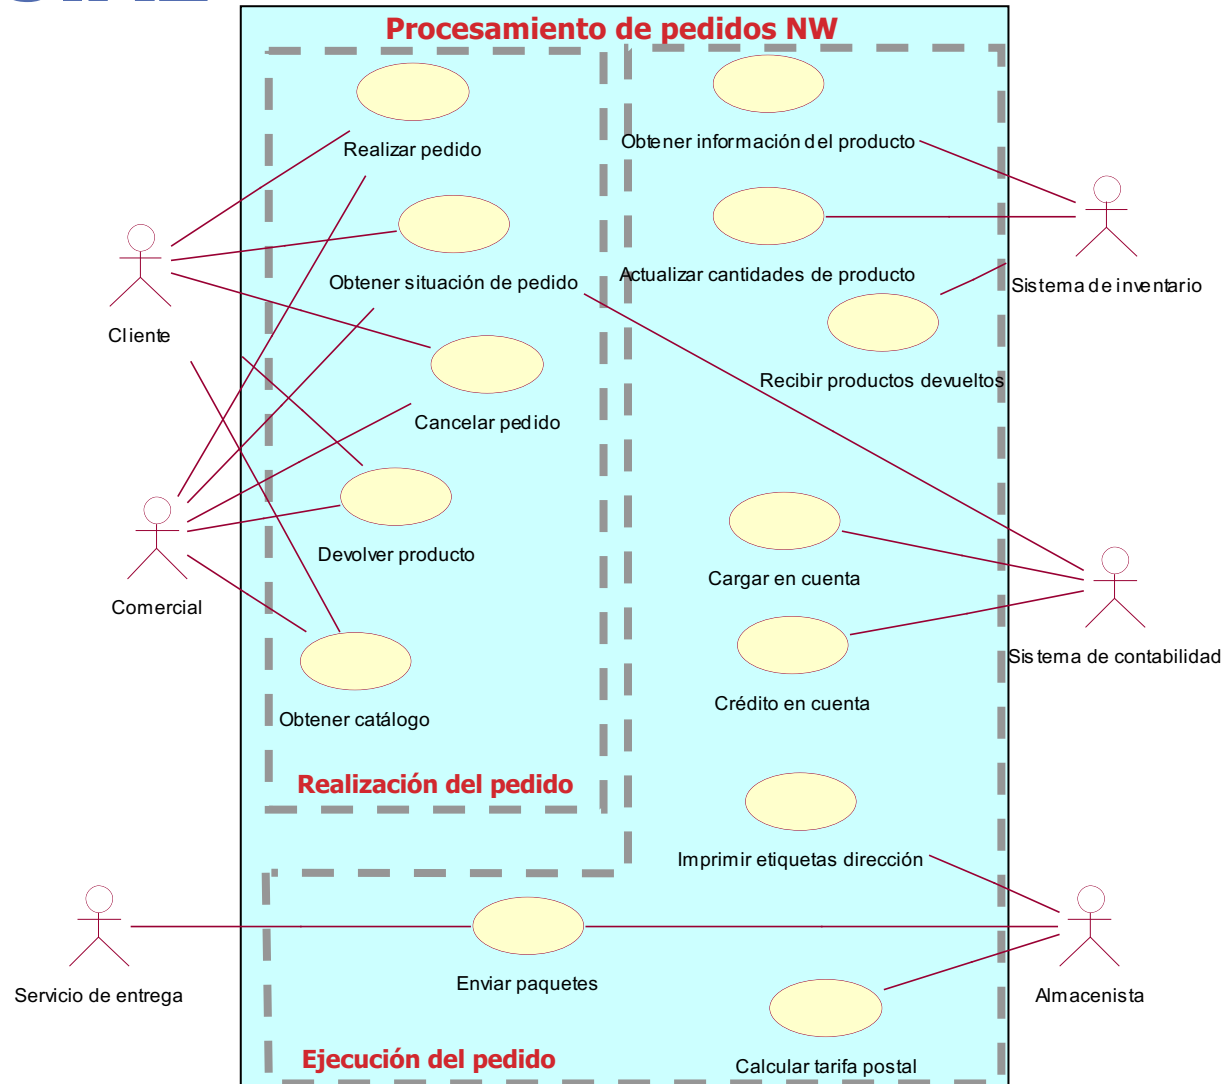 Procesamiento de pedidos NW
Realizar pedido
Obtener información del producto
Obtener situación de pedido
Actualizar cantidades de producto
Sistema de inventario
Cliente
Recibir productos devueltos
Cancelar pedido
Devolver producto
Cargar en cuenta
Comercial
Sistema de contabilidad
Crédito en cuenta
Obtener catálogo
Realización del pedido
Imprimir etiquetas dirección
Enviar paquetes
Servicio de entrega
Almacenista
Ejecución del pedido
Calcular tarifa postal